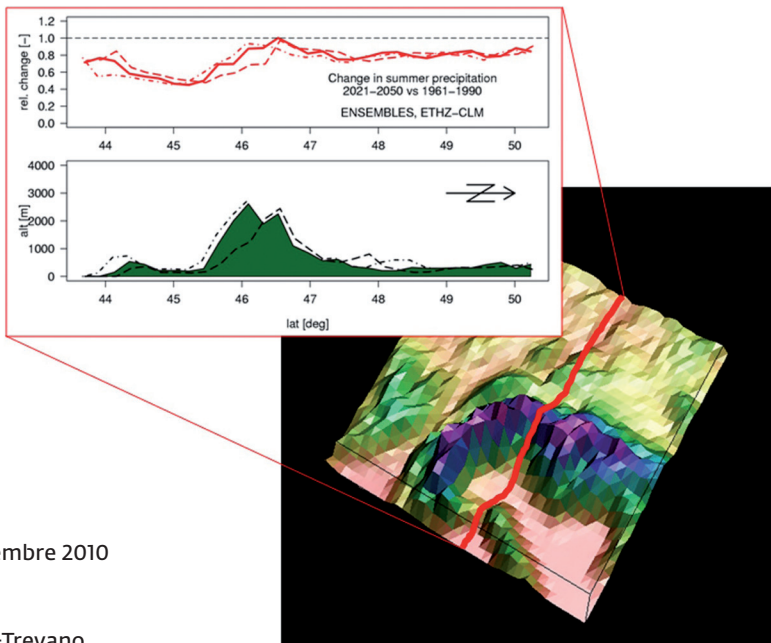 rel. change [-]
1.2
1.0
0.8
0.6
0.4
0.2
0.0
Change in summer precipitation
2021-2050 vs 1961-1990
ENSEMBLES, ETHZ-CLM
44 45 46 47 48 49 50
alt [m]
4000
3000
2000
1000
0
44 45 46 47 48 49 50
lat [deg]
embre 2010
Trevano